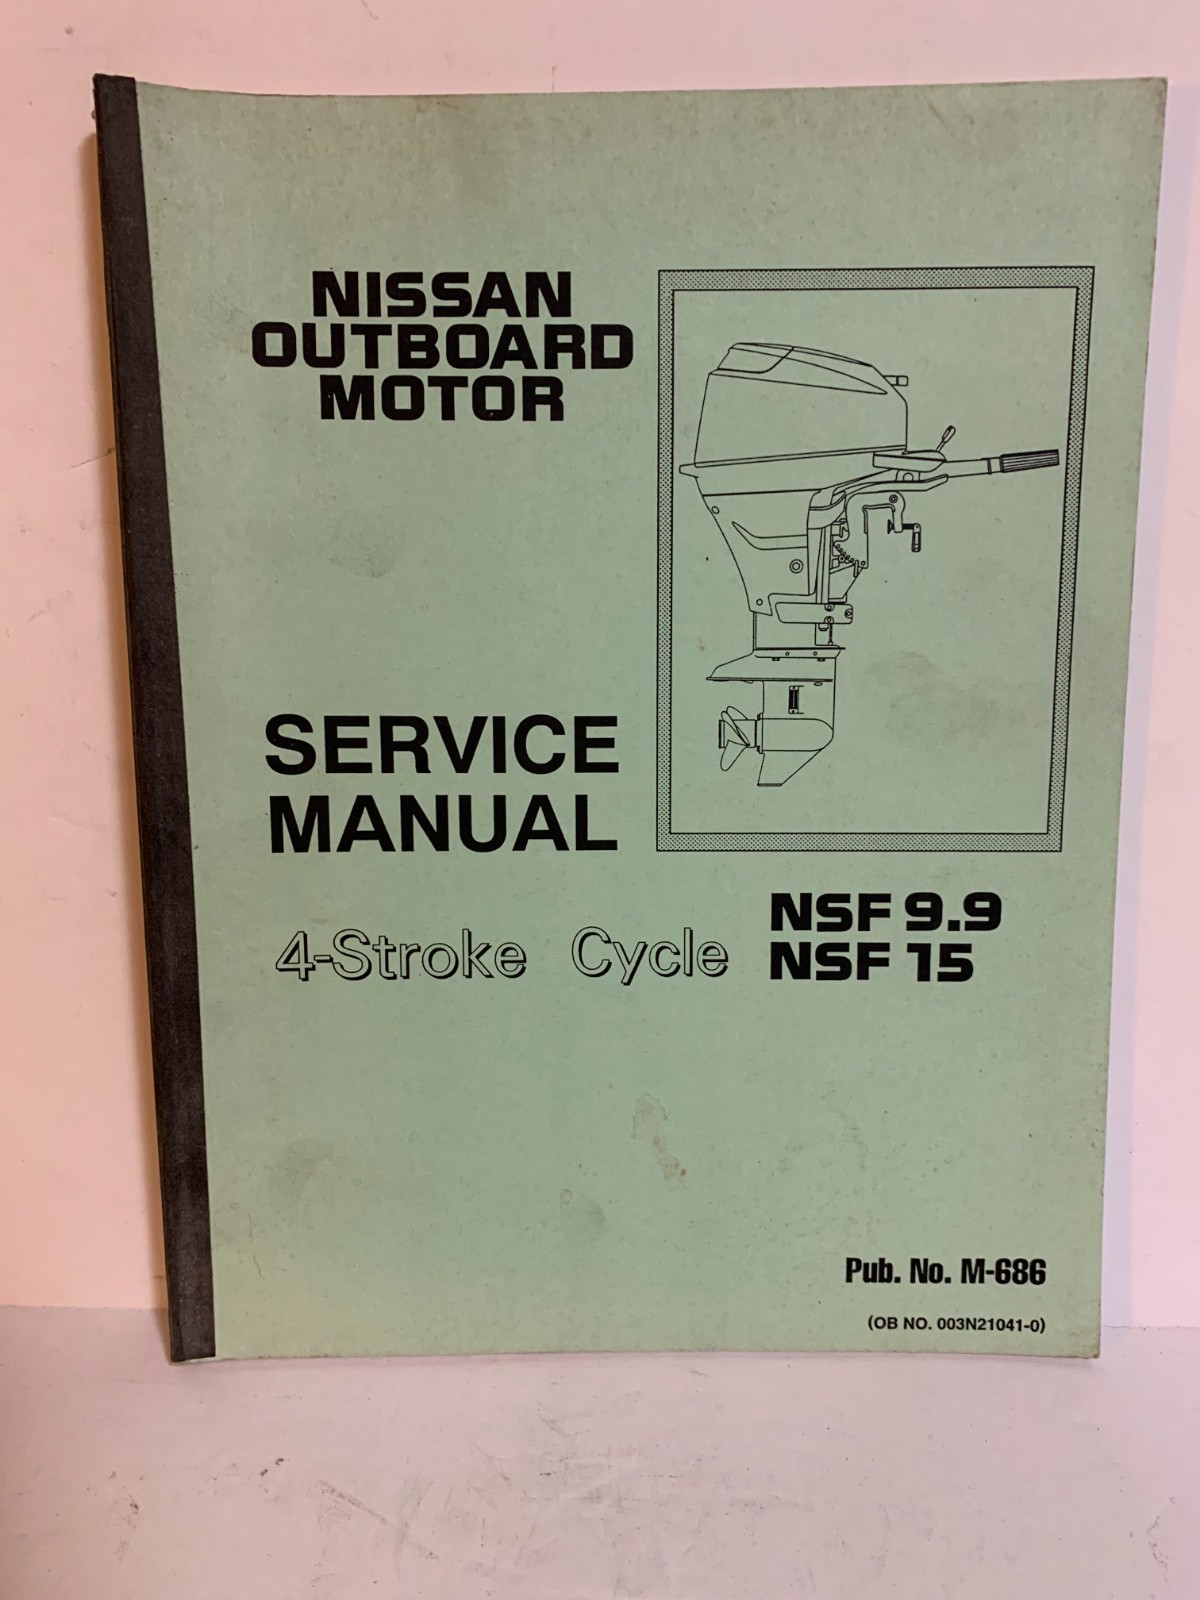 NISSAN
OUTBOARD
MOTOR
SERVICE
MANUAL
4-Stroke Cycle
NSF 9.9
NSF 15
Pub. No. M-686
(OB NO. 003N21041-0)